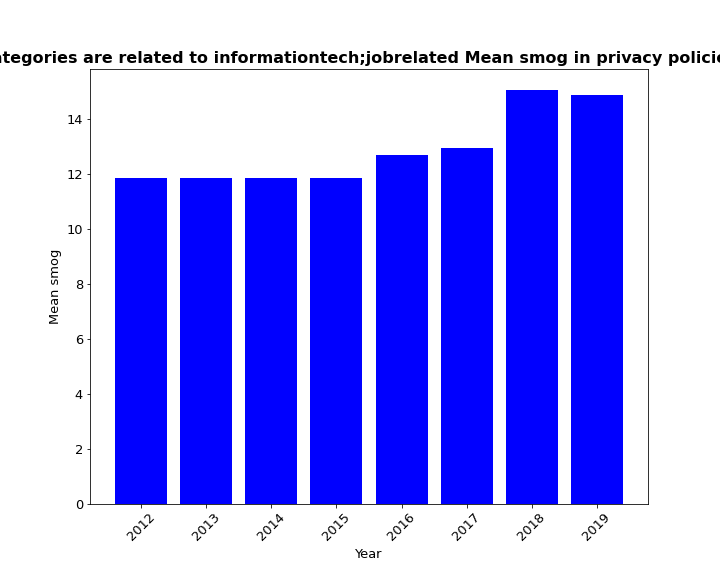 ategories are related to informationtech;jobrelated Mean smog in privacy policie
14
12
10
8
6
4
2
0
Mean smog
2012 2013 2014 2015 2016 2017 2018 2019
Year